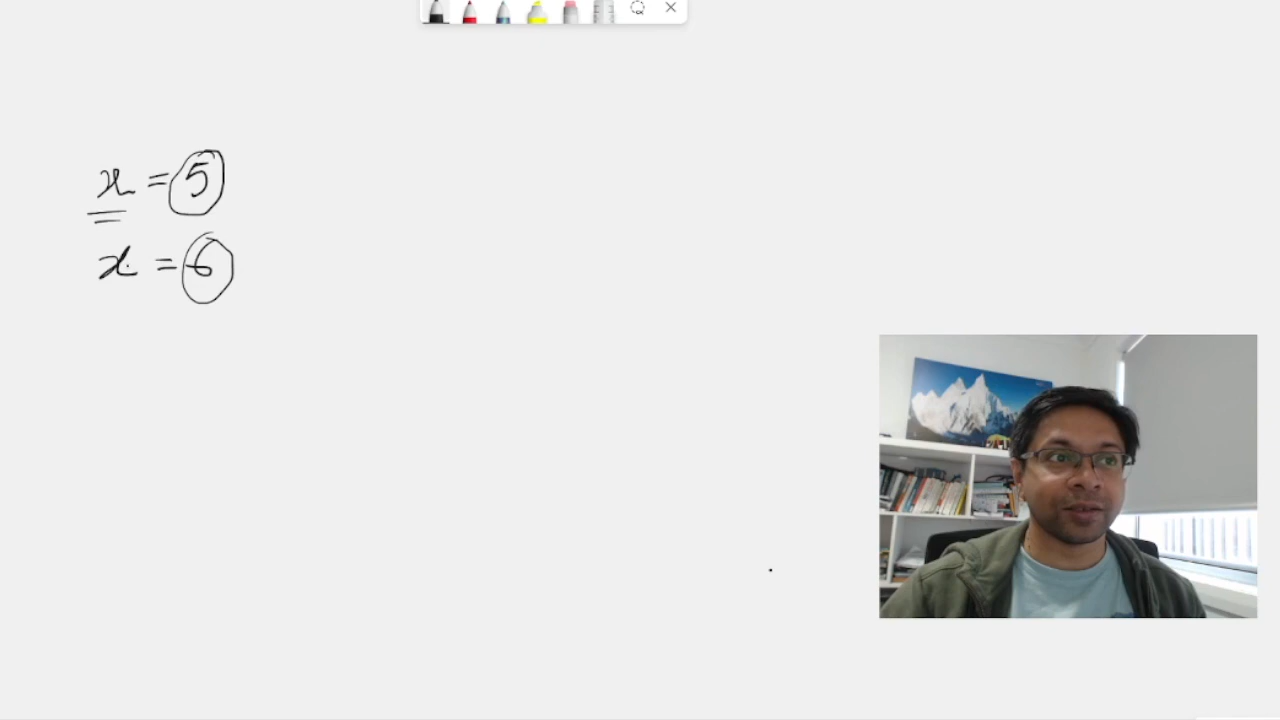 x = 5
x = 6